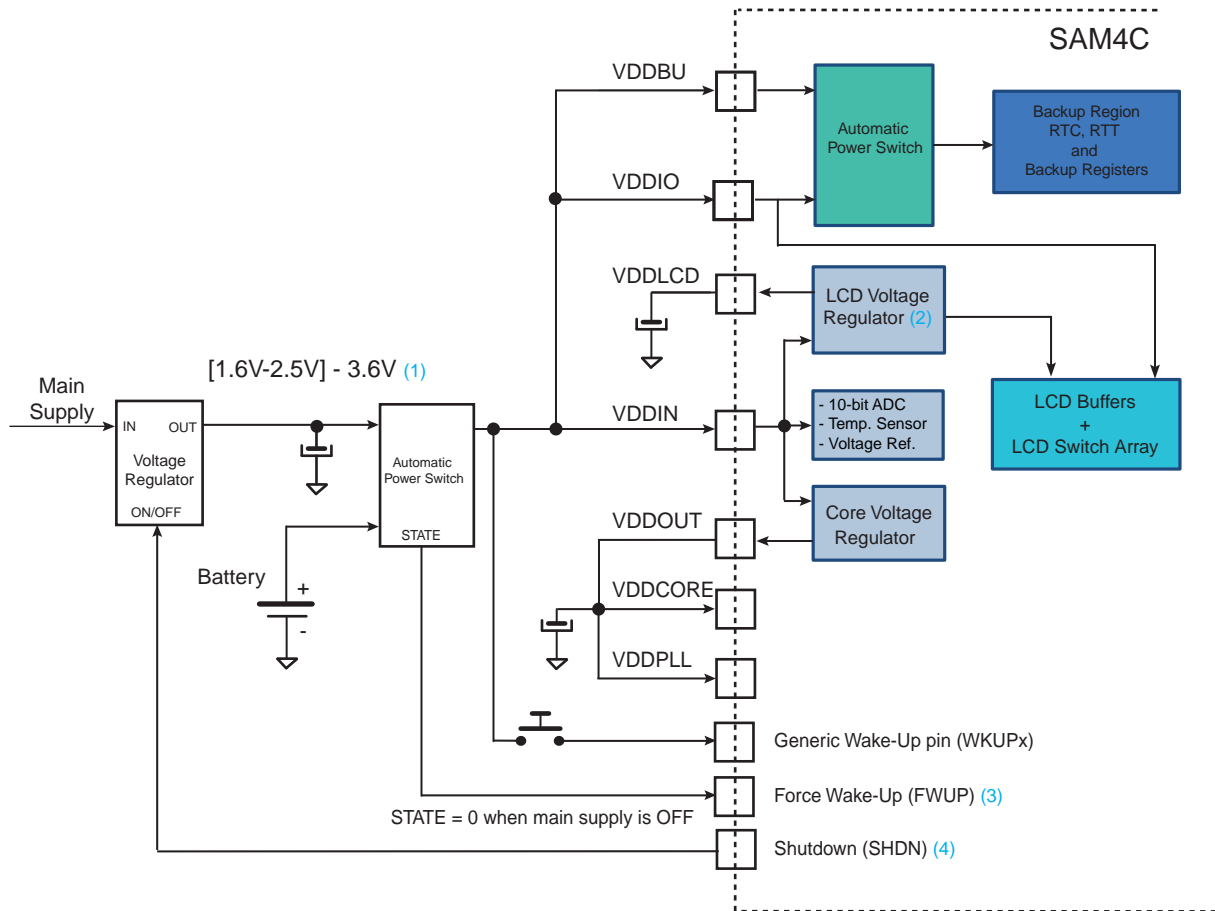 SAM4C
VDDBU
Automatic
Power Switch
Backup Region
RTC, RTT
and
Backup Registers
VDDIO
VDDLCD
LCD Voltage
Regulator (2)
[1.6V-2.5V] - 3.6V (1)
Main
Supply
IN
OUT
Voltage
Regulator
ON/OFF
Automatic
Power Switch
STATE
VDDIN
- 10-bit ADC
- Temp. Sensor
- Voltage Ref.
LCD Buffers
+
LCD Switch Array
VDDOUT
Core Voltage
Regulator
Battery
+
-
VDDCORE
VDDPLL
Generic Wake-Up pin (WKUPx)
Force Wake-Up (FWUP) (3)
STATE = 0 when main supply is OFF
Shutdown (SHDN) (4)